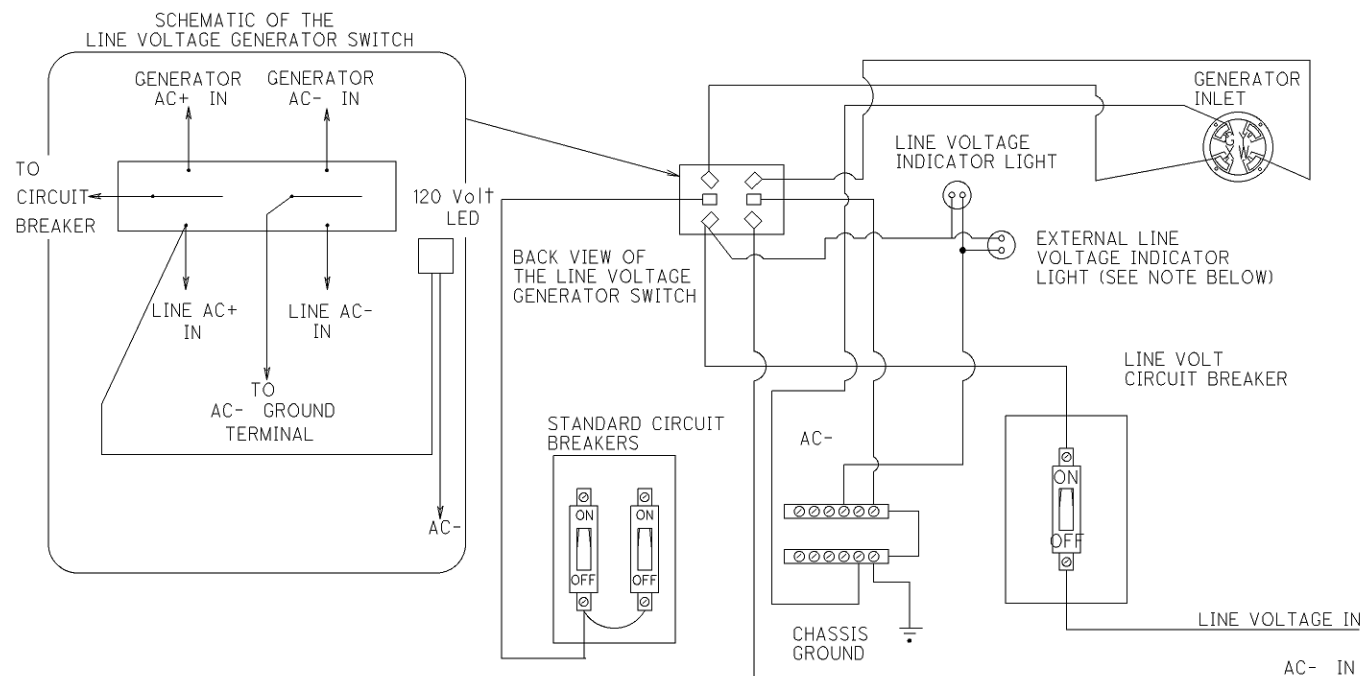 SCHEMATIC OF THE
LINE VOLTAGE GENERATOR SWITCH
GENERATOR
AC+ IN
GENERATOR
AC- IN
TO
CIRCUIT
BREAKER
120 Volt
LED
LINE AC+
IN
LINE AC-
IN
TO
AC- GROUND
TERMINAL
AC-
BACK VIEW OF
THE LINE VOLTAGE
GENERATOR SWITCH
LINE VOLTAGE
INDICATOR LIGHT
GENERATOR
INLET
G Y
X W
EXTERNAL LINE
VOLTAGE INDICATOR
LIGHT (SEE NOTE BELOW)
LINE VOLT
CIRCUIT BREAKER
STANDARD CIRCUIT
BREAKERS
ON
OFF
ON
OFF
AC-
CHASSIS
GROUND
ON
OFF
LINE VOLTAGE IN
AC- IN